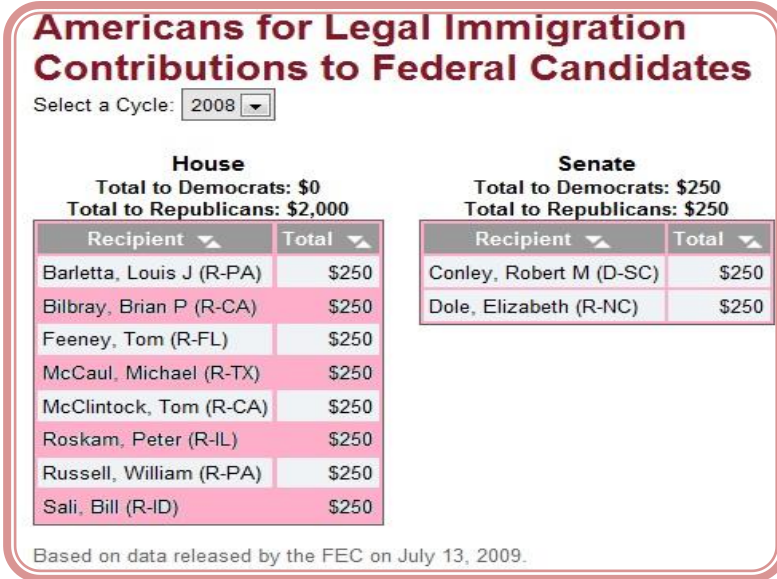 Americans for Legal Immigration
Contributions to Federal Candidates
Select a Cycle: 2008
House
Total to Democrats: $0
Total to Republicans: $2,000
Recipient Total
Barletta, Louis J (R-PA) $250
Bilbray, Brian P (R-CA) $250
Feeney, Tom (R-FL) $250
McCaul, Michael (R-TX) $250
McClintock, Tom (R-CA) $250
Roskam, Peter (R-IL) $250
Russell, William (R-PA) $250
Sali, Bill (R-ID) $250
Senate
Total to Democrats: $250
Total to Republicans: $250
Recipient Total
Conley, Robert M (D-SC) $250
Dole, Elizabeth (R-NC) $250
Based on data released by the FEC on July 13, 2009.